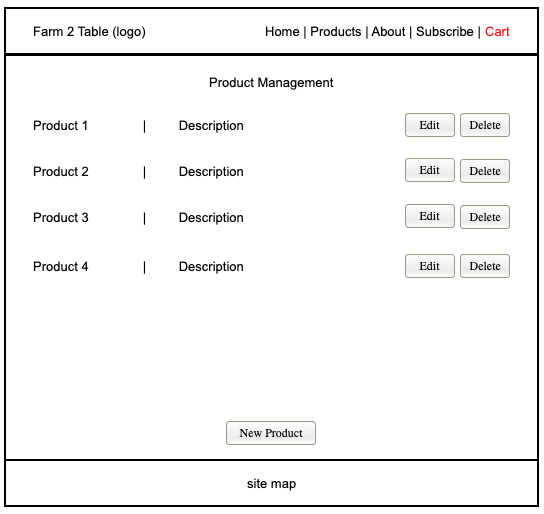 Farm 2 Table (logo) Home | Products | About | Subscribe | Cart
Product Management
Product 1 | Description Edit Delete
Product 2 | Description Edit Delete
Product 3 | Description Edit Delete
Product 4 | Description Edit Delete
New Product
site map